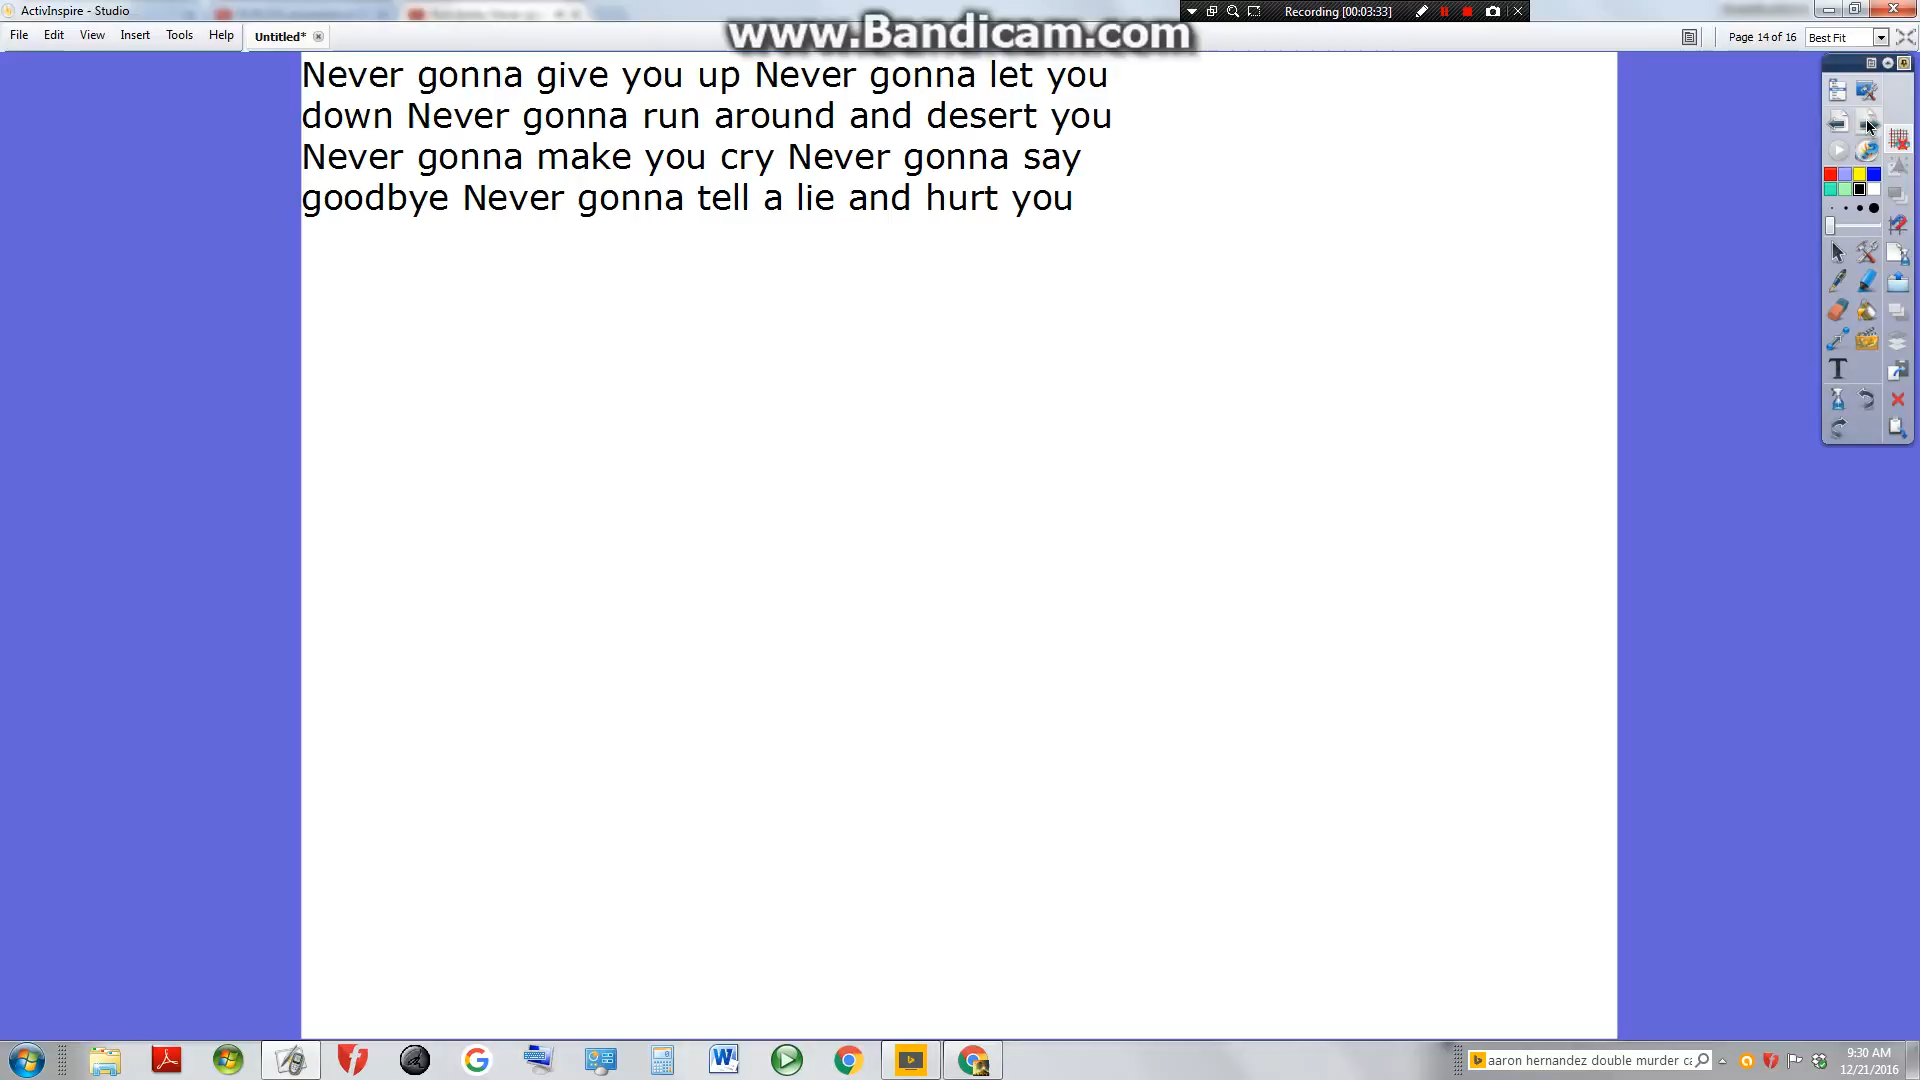 ActivInspire - Studio
www.Bandicam.com
Recording [00:03:33]
File Edit View Insert Tools Help Untitled*
Page 14 of 16 Best Fit
Never gonna give you up Never gonna let you
down Never gonna run around and desert you
Never gonna make you cry Never gonna say
goodbye Never gonna tell a lie and hurt you
T
aaron hernandez double murder ca
9:30 AM
12/21/2016